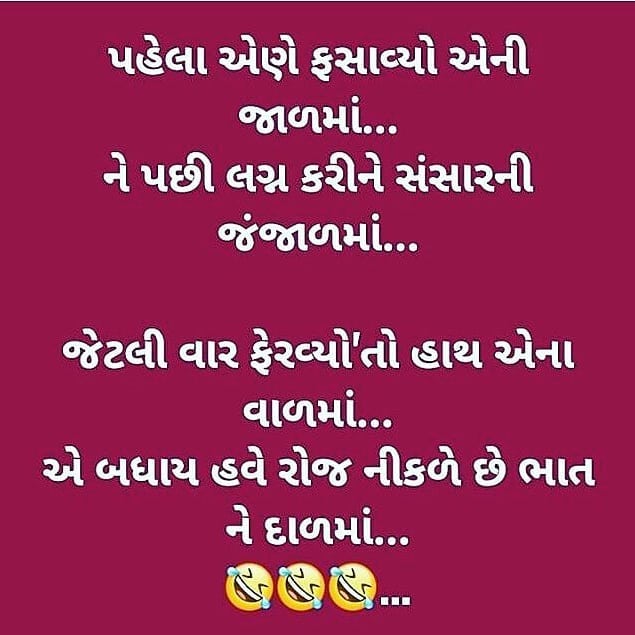 પહેલા એણે ફસાવ્યો એની
જાળમાં...
ને પછી લગ્ન કરીને સંસારની
જંજાળમાં...
જેટલી વાર ફેરવ્યો'તો હાથ એના
વાળમાં...
એ બધાય હવે રોજ નીકળે છે ભાત
ને દાળમાં...
🤣🤣🤣...